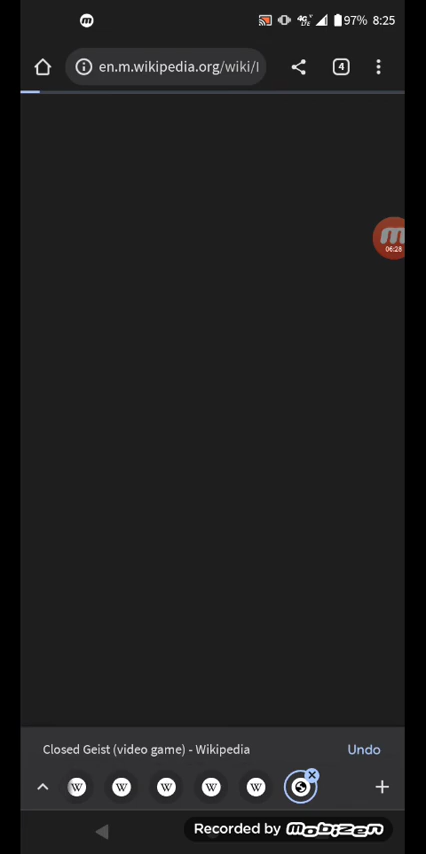 97% 8:25
en.m.wikipedia.org/wiki/I
4
06:28
Closed Geist (video game) - Wikipedia
Undo
W W W W W
Recorded by mobizen